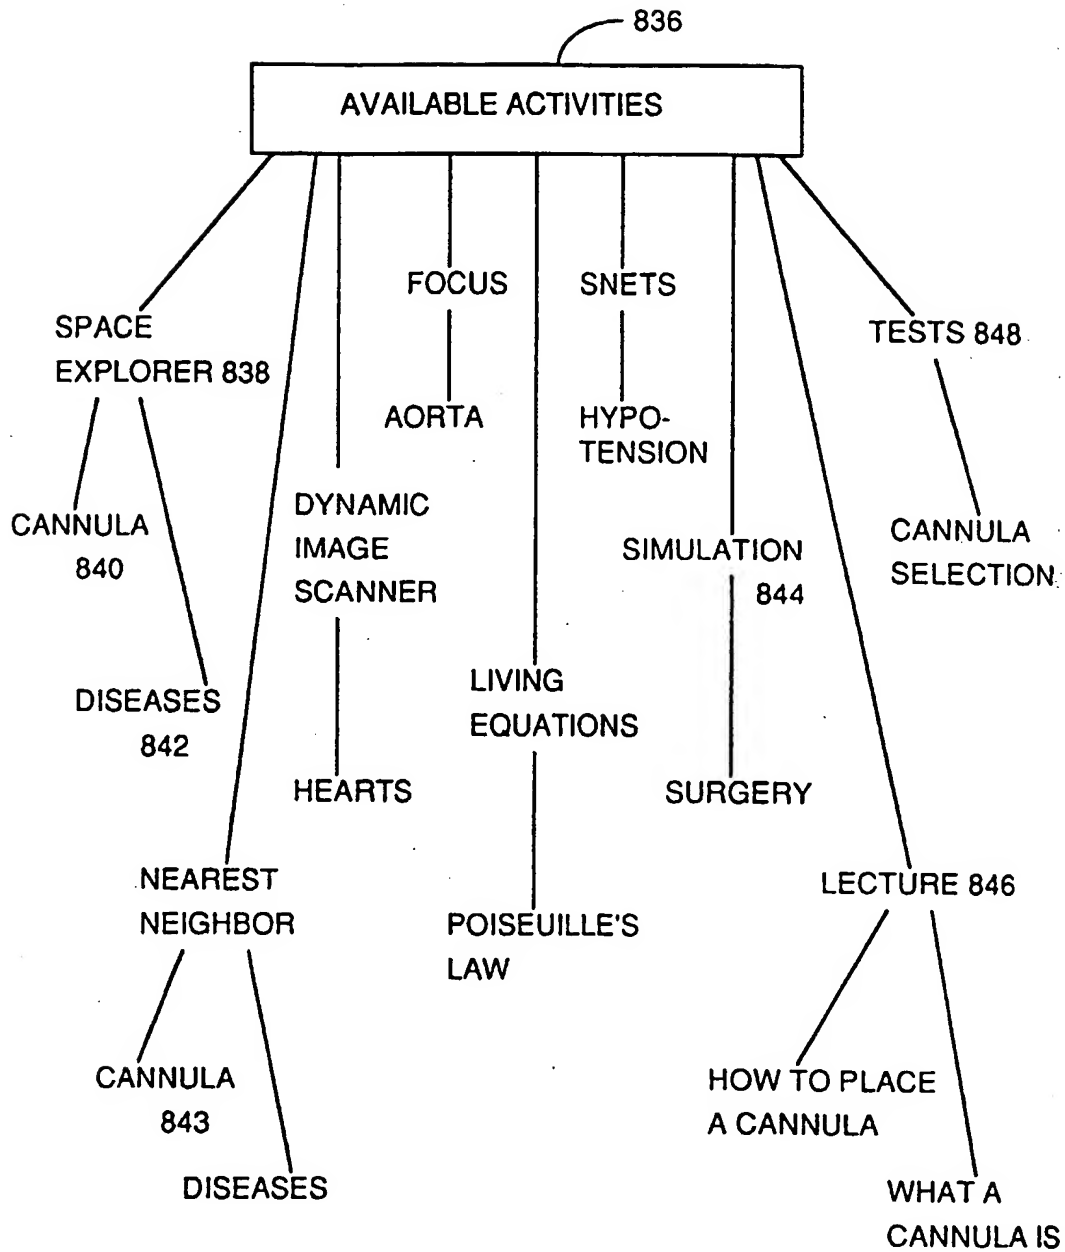 836
AVAILABLE ACTIVITIES
FOCUS
SNETS
SPACE
EXPLORER 838
TESTS 848
AORTA
HYPO-
TENSION
CANNULA
840
DYNAMIC
IMAGE
SCANNER
SIMULATION
844
CANNULA
SELECTION
DISEASES
842
LIVING
EQUATIONS
HEARTS
SURGERY
NEAREST
NEIGHBOR
LECTURE 846
POISEUILLE'S
LAW
CANNULA
843
HOW TO PLACE
A CANNULA
DISEASES
WHAT A
CANNULA IS